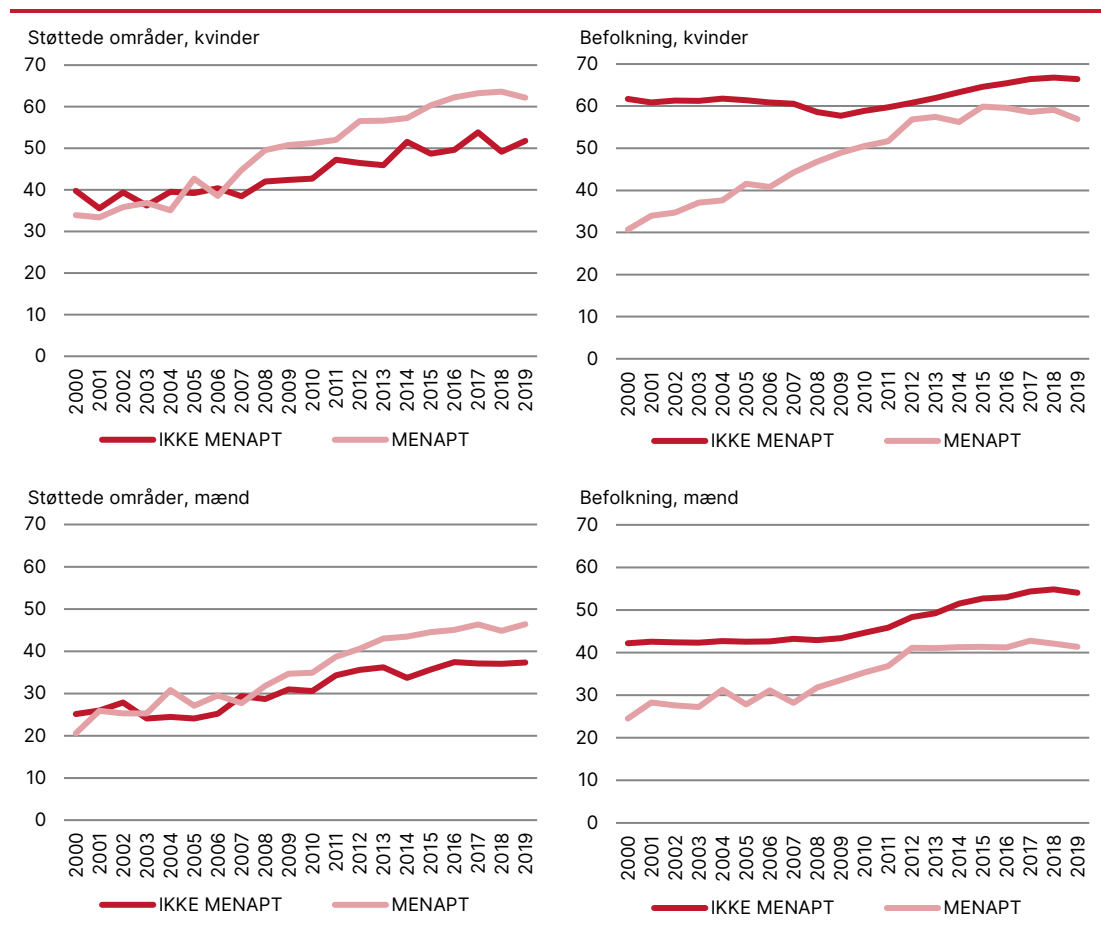 Støttede områder, kvinder
70
60
50
40
30
20
10
0
2000 2001 2002 2003 2004 2005 2006 2007 2008 2009 2010 2011 2012 2013 2014 2015 2016 2017 2018 2019
IKKE MENAPT MENAPT
Befolkning, kvinder
70
60
50
40
30
20
10
0
2000 2001 2002 2003 2004 2005 2006 2007 2008 2009 2010 2011 2012 2013 2014 2015 2016 2017 2018 2019
IKKE MENAPT MENAPT
Støttede områder, mænd
70
60
50
40
30
20
10
0
2000 2001 2002 2003 2004 2005 2006 2007 2008 2009 2010 2011 2012 2013 2014 2015 2016 2017 2018 2019
IKKE MENAPT MENAPT
Befolkning, mænd
70
60
50
40
30
20
10
0
2000 2001 2002 2003 2004 2005 2006 2007 2008 2009 2010 2011 2012 2013 2014 2015 2016 2017 2018 2019
IKKE MENAPT MENAPT